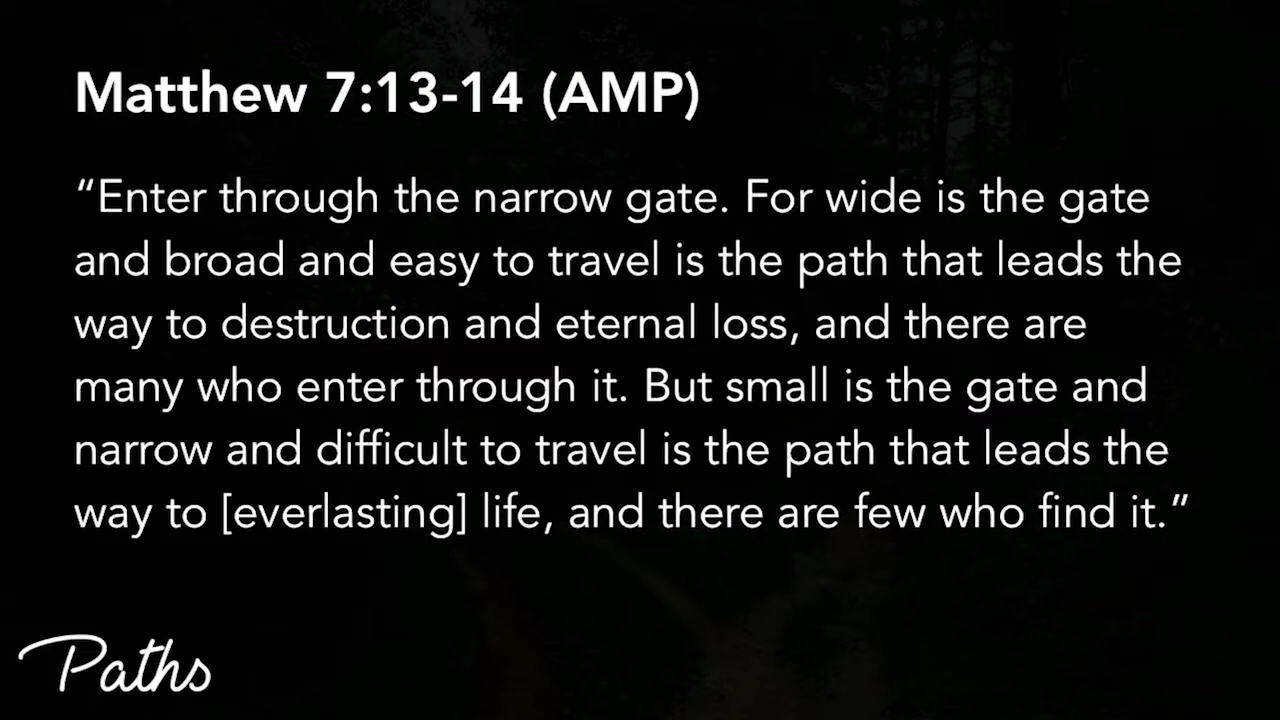 Matthew 7:13-14 (AMP)
“Enter through the narrow gate. For wide is the gate
and broad and easy to travel is the path that leads the
way to destruction and eternal loss, and there are
many who enter through it. But small is the gate and
narrow and difficult to travel is the path that leads the
way to [everlasting] life, and there are few who find it.”
Paths